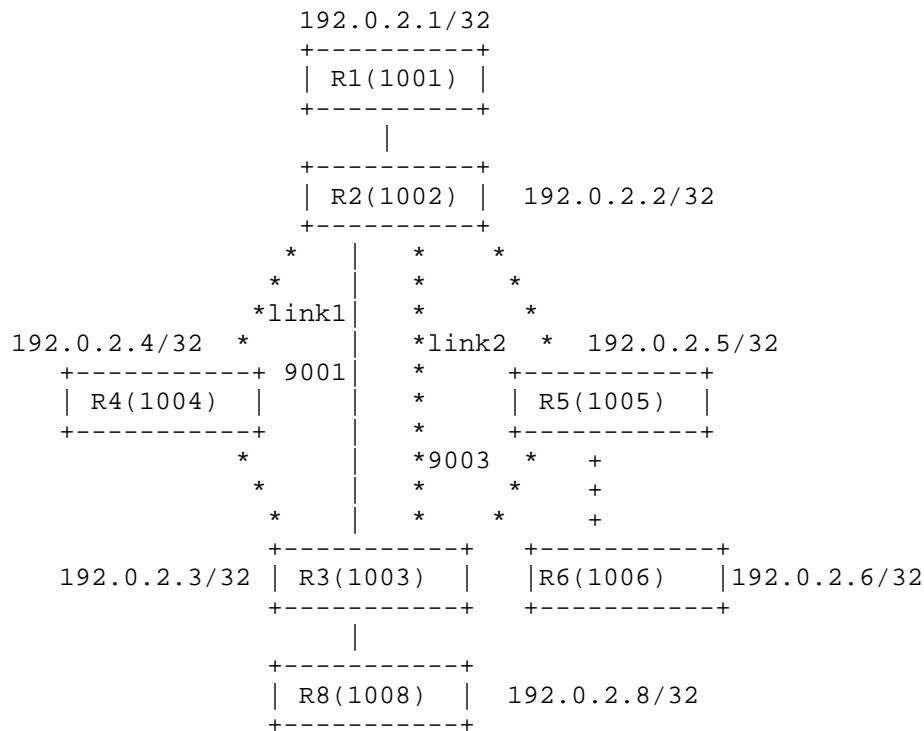 192.0.2.1/32
R1(1001)
R2(1002) 192.0.2.2/32
link1
192.0.2.4/32 link2 192.0.2.5/32
9001
R4(1004) R5(1005)
9003
192.0.2.3/32 R3(1003) R6(1006) 192.0.2.6/32
R8(1008) 192.0.2.8/32